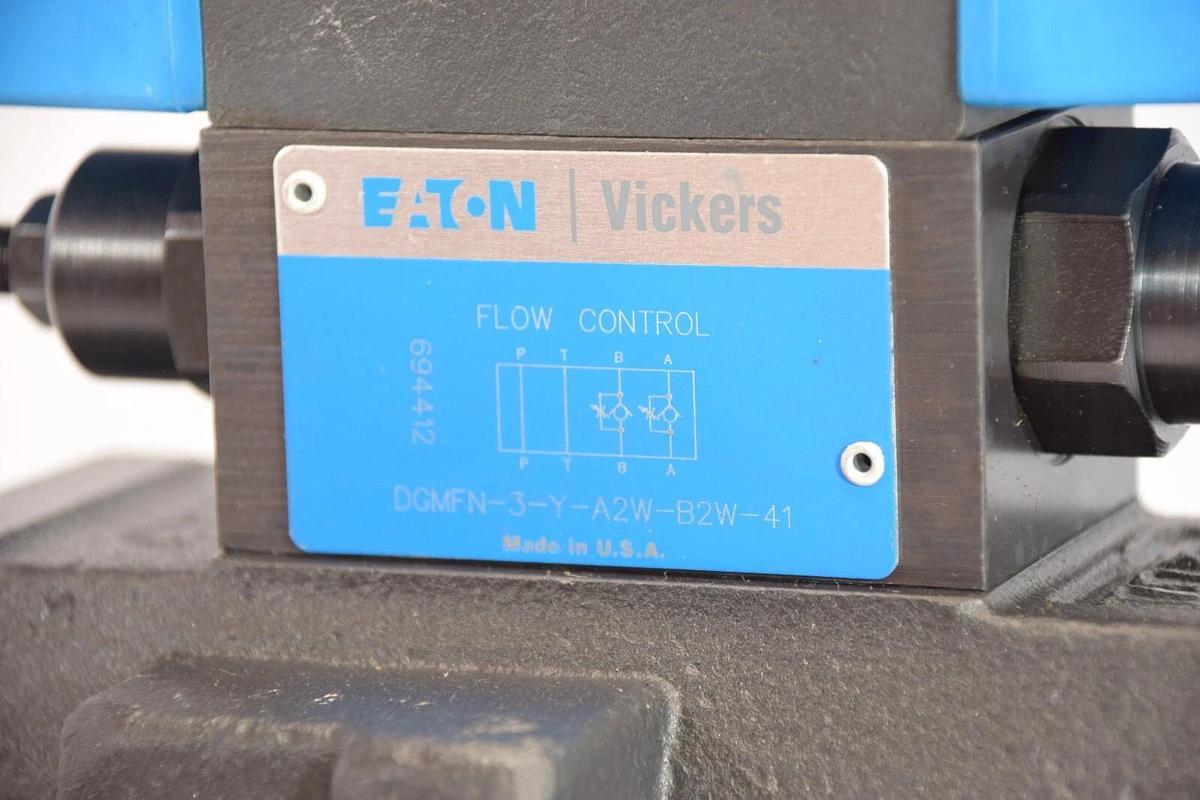 EATON | Vickers
FLOW CONTROL
694412
P T B A
P T B A
DGMFN-3-Y-A2W-B2W-41
Made in U.S.A.